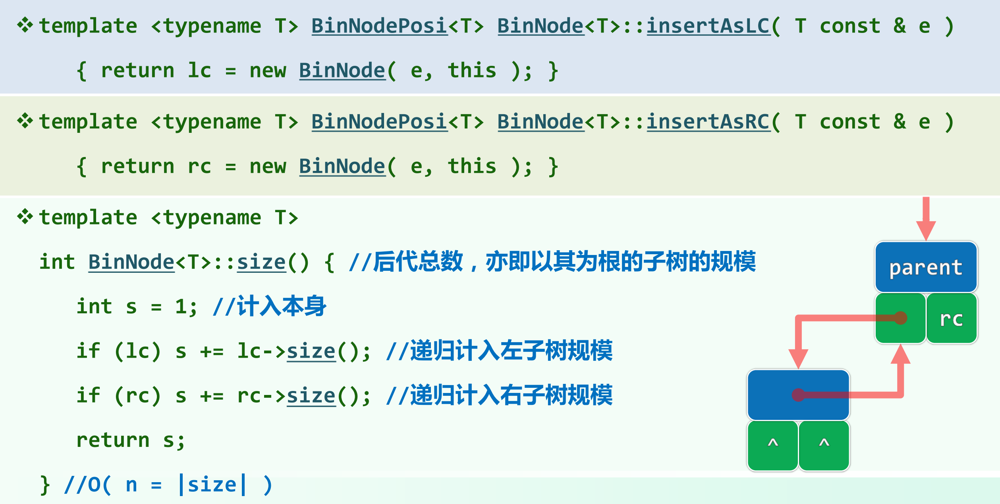 ❖template <typename T> BinNodePosi<T> BinNode<T>::insertAsLC( T const & e )
{ return lc = new BinNode( e, this ); }
❖template <typename T> BinNodePosi<T> BinNode<T>::insertAsRC( T const & e )
{ return rc = new BinNode( e, this ); }
❖template <typename T>
int BinNode<T>::size() { //后代总数，亦即以其为根的子树的规模
int s = 1; //计入本身
if (lc) s += lc->size(); //递归计入左子树规模
if (rc) s += rc->size(); //递归计入右子树规模
return s;
} //O( n = |size| )
parent
rc
^ ^